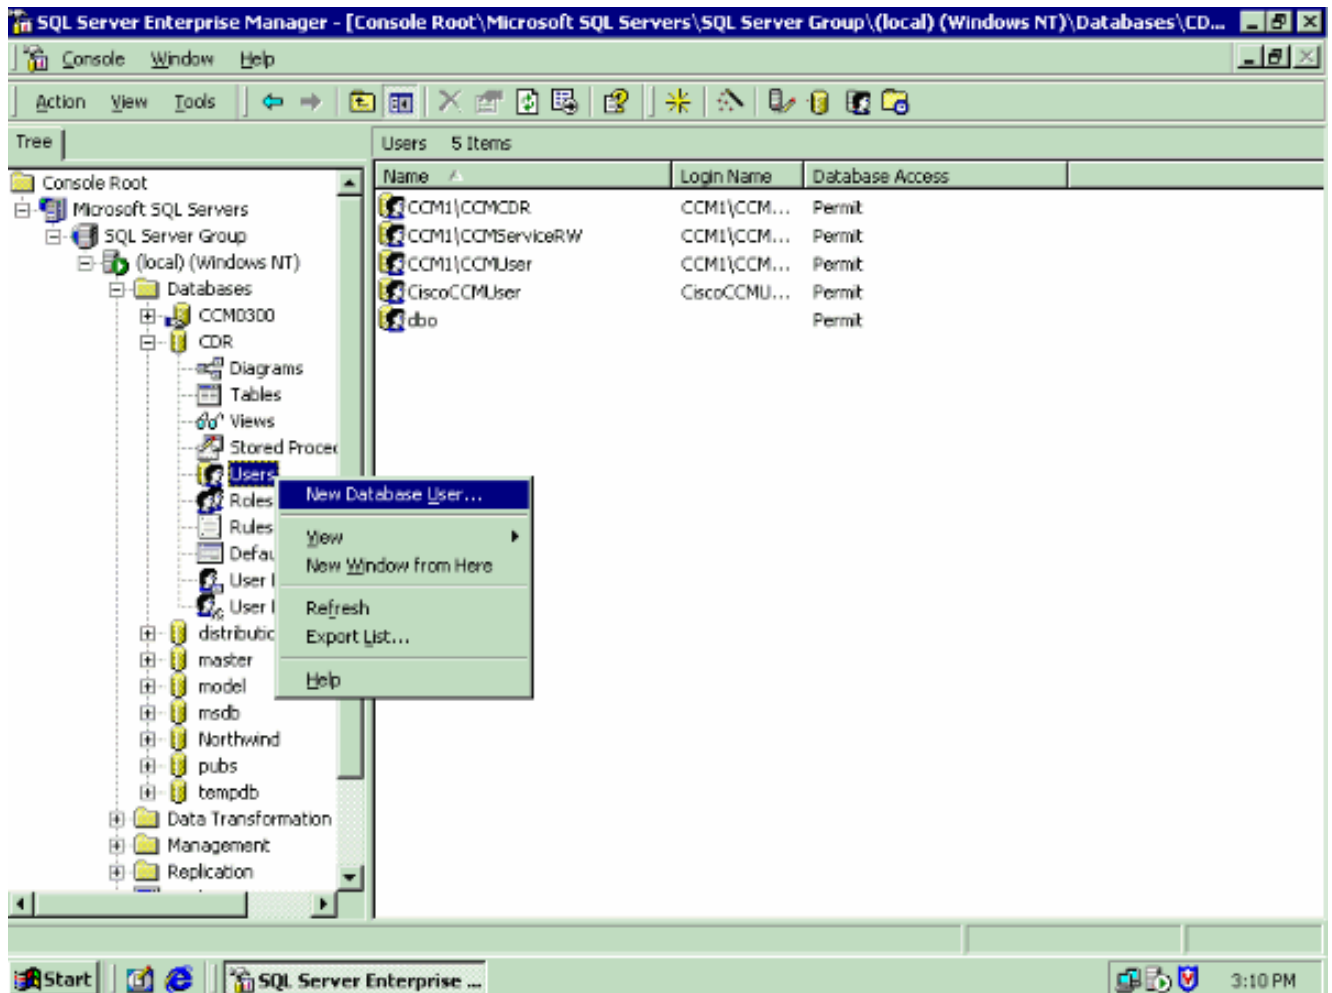 SQL Server Enterprise Manager - [Console Root\Microsoft SQL Servers\SQL Server Group\(local) (Windows NT)\Databases\CD...
Console Window Help
Action View Tools
Tree
Users 5 Items
Console Root
Microsoft SQL Servers
SQL Server Group
(local) (Windows NT)
Databases
CCM0300
CDR
Diagrams
Tables
Views
Stored Proce
Users
Roles
Rules
Defau
User
User
distributic
master
model
msdb
Northwind
pubs
tempdb
Data Transformation
Management
Replication
Name Login Name Database Access
CCM1\CCMCDR CCM1\CCM... Permit
CCM1\CCMServiceRW CCM1\CCM... Permit
CCM1\CCMUser CCM1\CCM... Permit
CiscoCCMUser CiscoCCMU... Permit
dbo Permit
New Database User...
View
New Window from Here
Refresh
Export List...
Help
Start SQL Server Enterprise ... 3:10 PM